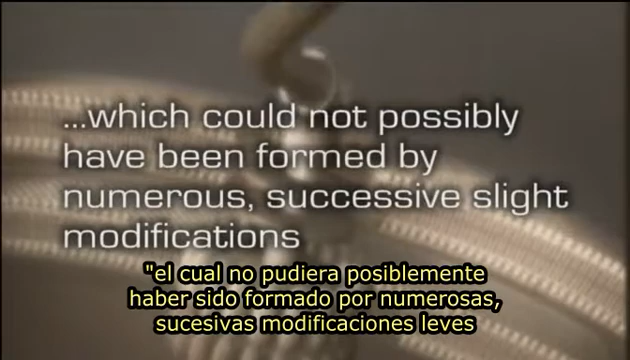 ...which could not possibly
have been formed by
numerous, successive slight
modifications
"el cual no pudiera posiblemente
haber sido formado por numerosas,
sucesivas modificaciones leves